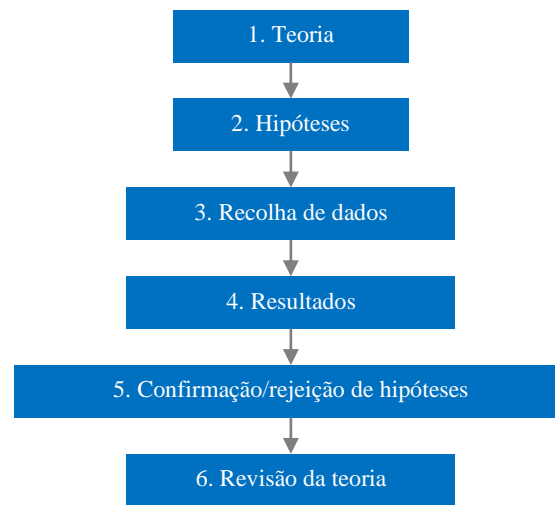 1. Teoria
2. Hipóteses
3. Recolha de dados
4. Resultados
5. Confirmação/rejeição de hipóteses
6. Revisão da teoria